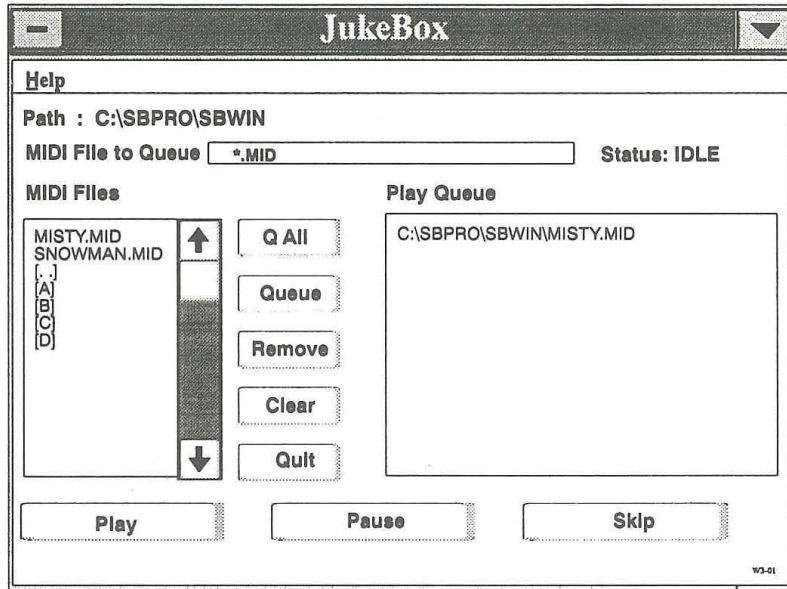 JukeBox
Help
Path : C:\SBPRO\SBWIN
MIDI File to Queue *.MID Status: IDLE
MIDI Files Play Queue
MISTY.MID
SNOWMAN.MID
[. .]
[A]
[B]
[C]
[D]
Q All
Queue
Remove
Clear
Quit
C:\SBPRO\SBWIN\MISTY.MID
Play Pause Skip
W3-01